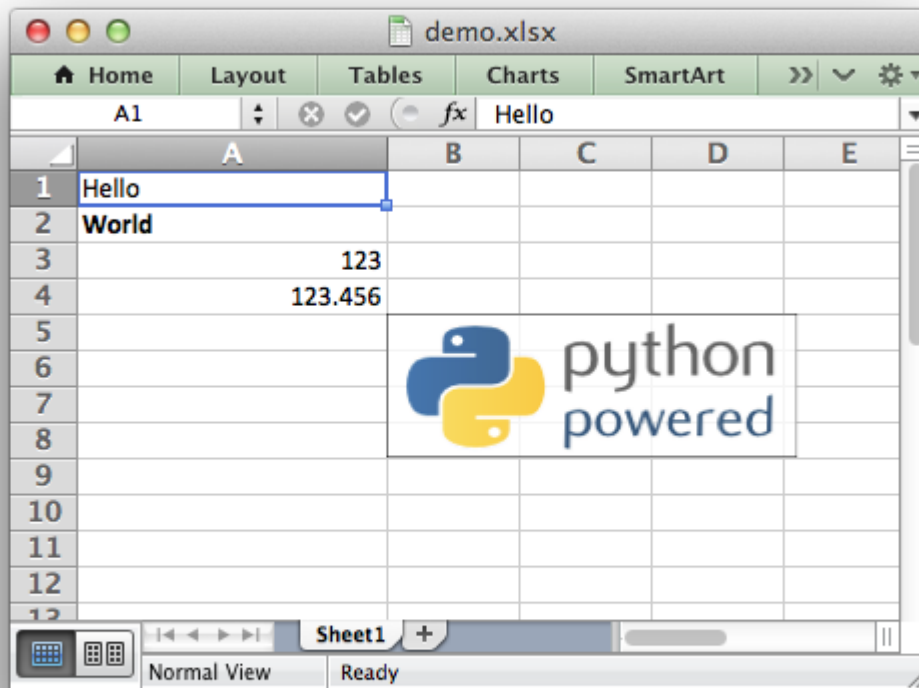 demo.xlsx
Home Layout Tables Charts SmartArt
A1 fx Hello
A B C D E
1 Hello
2 World
3 123
4 123.456
5
6
7
8
python
powered
9
10
11
12
13
Sheet1 +
Normal View Ready